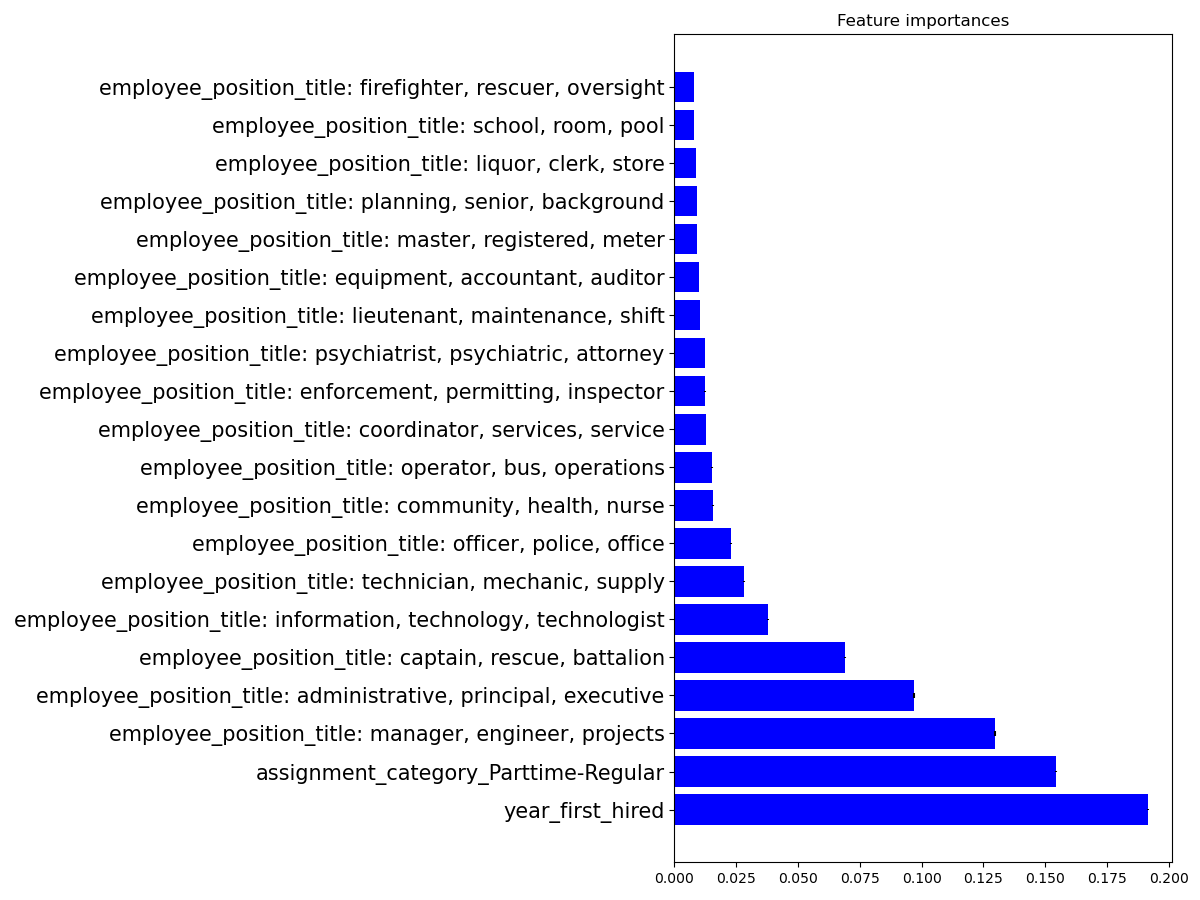 Feature importances
employee_position_title: firefighter, rescuer, oversight
employee_position_title: school, room, pool
employee_position_title: liquor, clerk, store
employee_position_title: planning, senior, background
employee_position_title: master, registered, meter
employee_position_title: equipment, accountant, auditor
employee_position_title: lieutenant, maintenance, shift
employee_position_title: psychiatrist, psychiatric, attorney
employee_position_title: enforcement, permitting, inspector
employee_position_title: coordinator, services, service
employee_position_title: operator, bus, operations
employee_position_title: community, health, nurse
employee_position_title: officer, police, office
employee_position_title: technician, mechanic, supply
employee_position_title: information, technology, technologist
employee_position_title: captain, rescue, battalion
employee_position_title: administrative, principal, executive
employee_position_title: manager, engineer, projects
assignment_category_Parttime-Regular
year_first_hired
0.000 0.025 0.050 0.075 0.100 0.125 0.150 0.175 0.200